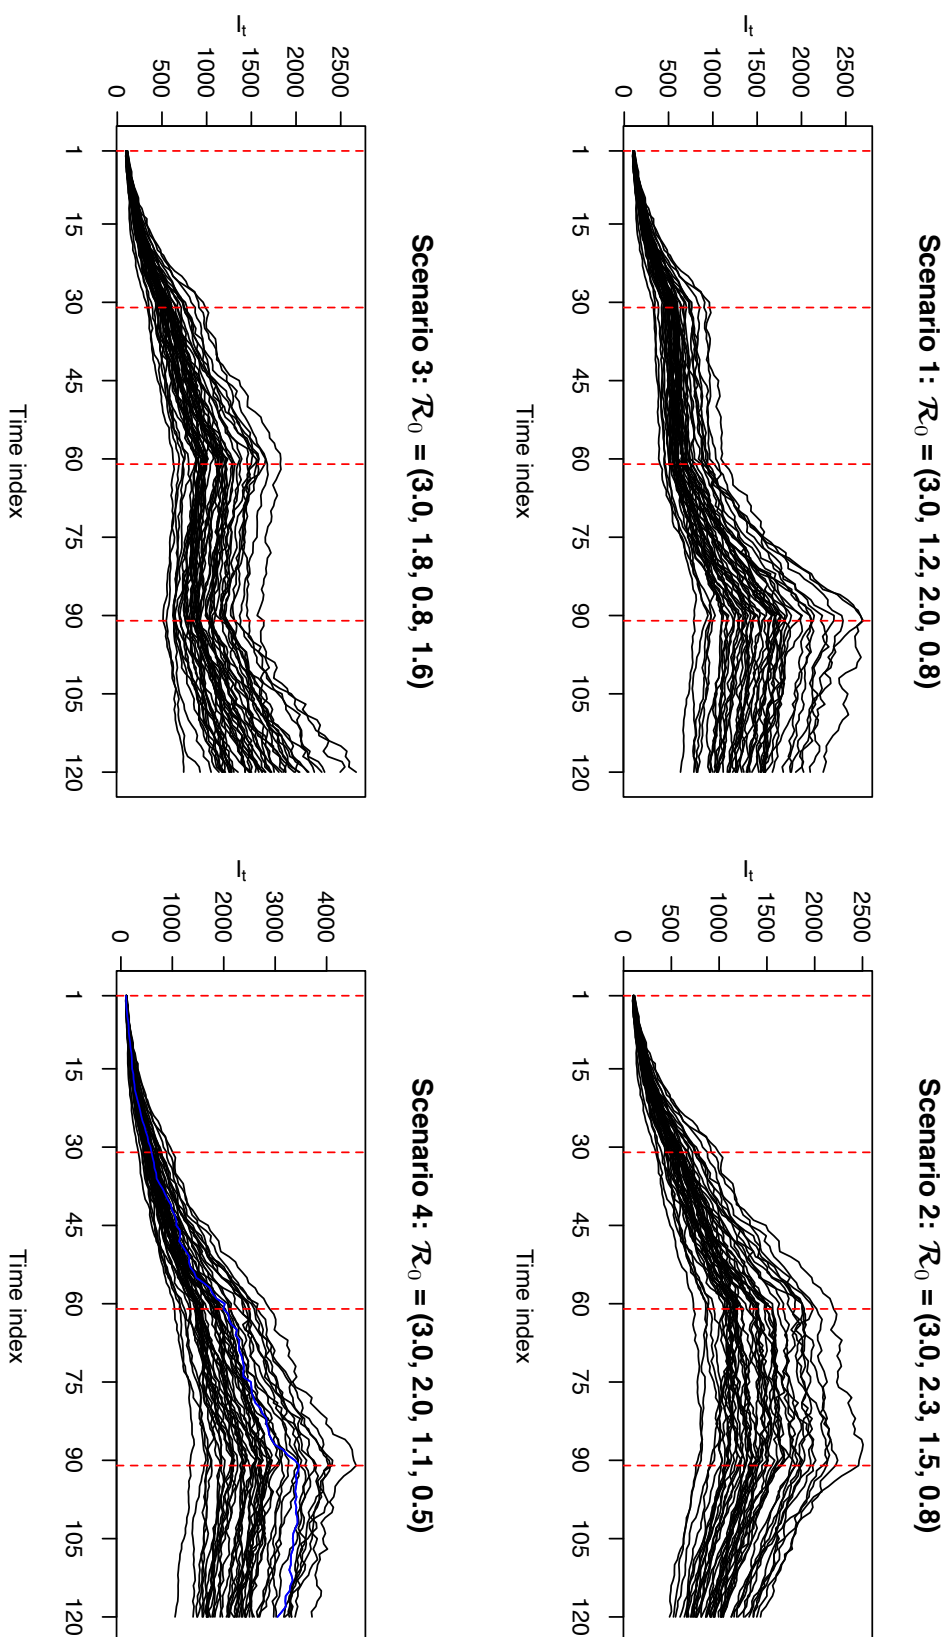 Scenario 1: R₀ = (3.0, 1.2, 2.0, 0.8)
Iₜ
0 500 1000 1500 2000 2500
1 15 30 45 60 75 90 105 120
Time index
Scenario 2: R₀ = (3.0, 2.3, 1.5, 0.8)
Iₜ
0 500 1000 1500 2000 2500
1 15 30 45 60 75 90 105 120
Time index
Scenario 3: R₀ = (3.0, 1.8, 0.8, 1.6)
Iₜ
0 500 1000 1500 2000 2500
1 15 30 45 60 75 90 105 120
Time index
Scenario 4: R₀ = (3.0, 2.0, 1.1, 0.5)
Iₜ
0 1000 2000 3000 4000
1 15 30 45 60 75 90 105 120
Time index